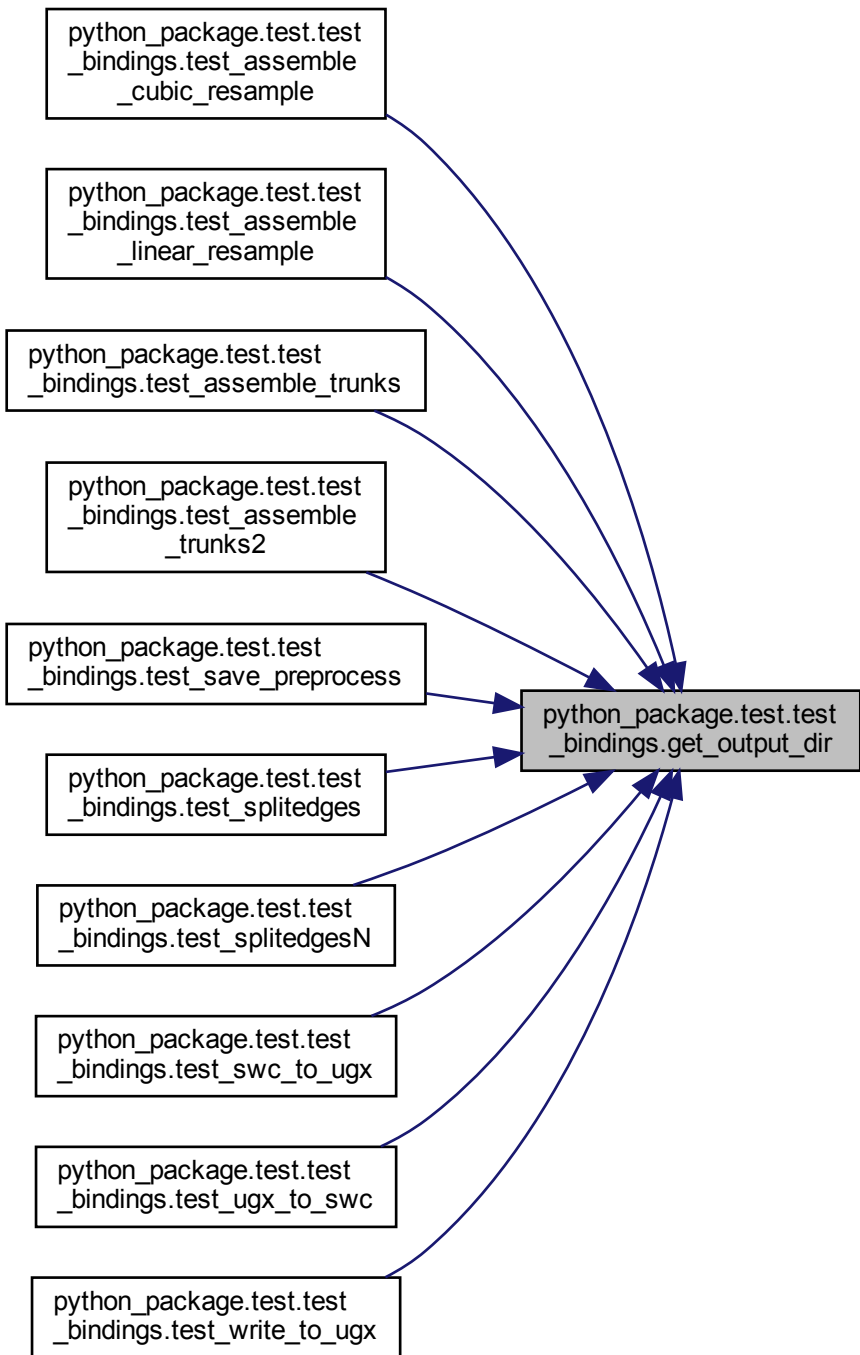 python_package.test.test
_bindings.test_assemble
_cubic_resample
python_package.test.test
_bindings.test_assemble
_linear_resample
python_package.test.test
_bindings.test_assemble_trunks
python_package.test.test
_bindings.test_assemble
_trunks2
python_package.test.test
_bindings.test_save_preprocess
python_package.test.test
_bindings.get_output_dir
python_package.test.test
_bindings.test_splitedges
python_package.test.test
_bindings.test_splitedgesN
python_package.test.test
_bindings.test_swc_to_ugx
python_package.test.test
_bindings.test_ugx_to_swc
python_package.test.test
_bindings.test_write_to_ugx